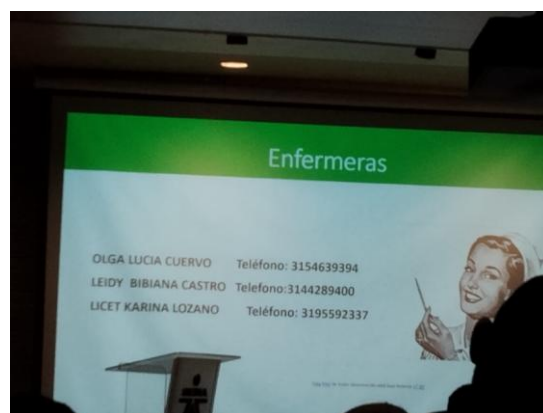 Enfermeras
OLGA LUCIA CUERVO Teléfono: 3154639394
LEIDY BIBIANA CASTRO Telefono:3144289400
LICET KARINA LOZANO Teléfono: 3195592337